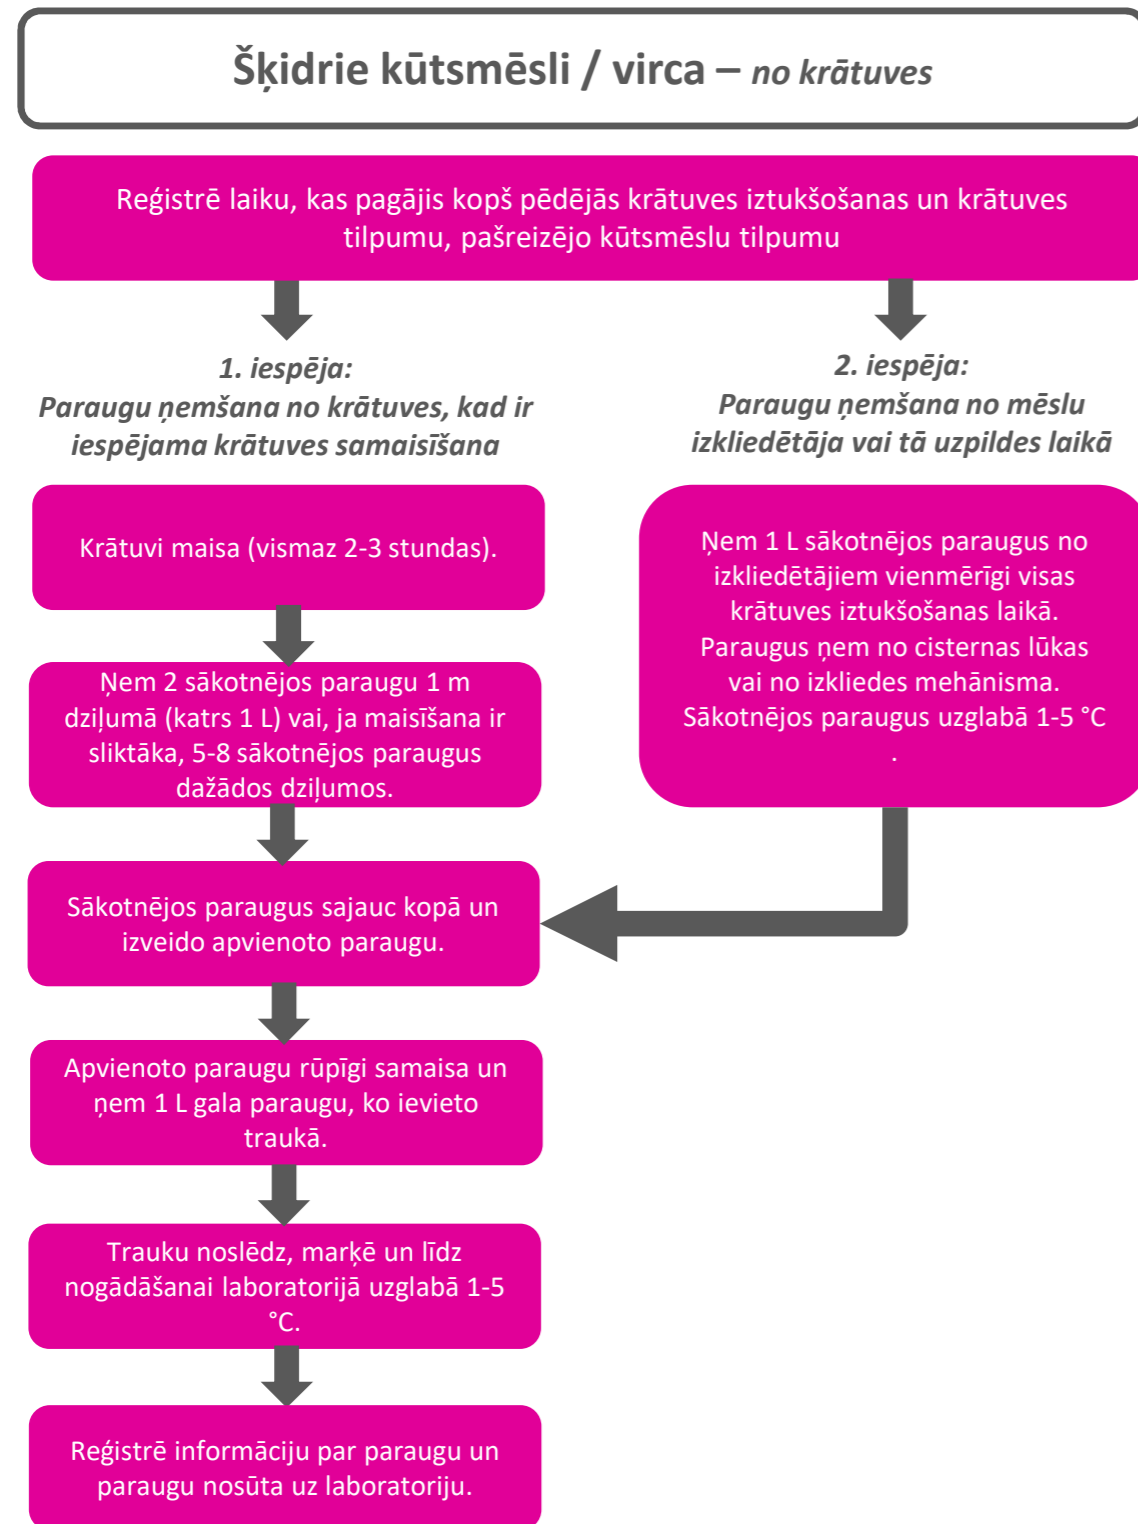 Šķidrie kūtsmēsli / virca – no krātuves
Reģistrē laiku, kas pagājis kopš pēdējās krātuves iztukšošanas un krātuves
tilpumu, pašreizējo kūtsmēslu tilpumu
1. iespēja:
Paraugu ņemšana no krātuves, kad ir
iespējama krātuves samaisīšana
2. iespēja:
Paraugu ņemšana no mēslu
izkliedētāja vai tā uzpildes laikā
Krātuvi maisa (vismaz 2-3 stundas).
Ņem 1 L sākotnējos paraugus no
izkliedētājiem vienmērīgi visas
krātuves iztukšošanas laikā.
Paraugus ņem no cisternas lūkas
vai no izkliedes mehānisma.
Sākotnējos paraugus uzglabā 1-5 °C
.
Ņem 2 sākotnējos paraugu 1 m
dziļumā (katrs 1 L) vai, ja maisīšana ir
sliktāka, 5-8 sākotnējos paraugus
dažādos dziļumos.
Sākotnējos paraugus sajauc kopā un
izveido apvienoto paraugu.
Apvienoto paraugu rūpīgi samaisa un
ņem 1 L gala paraugu, ko ievieto
traukā.
Trauku noslēdz, marķē un līdz
nogādāšanai laboratorijā uzglabā 1-5
°C.
Reģistrē informāciju par paraugu un
paraugu nosūta uz laboratoriju.